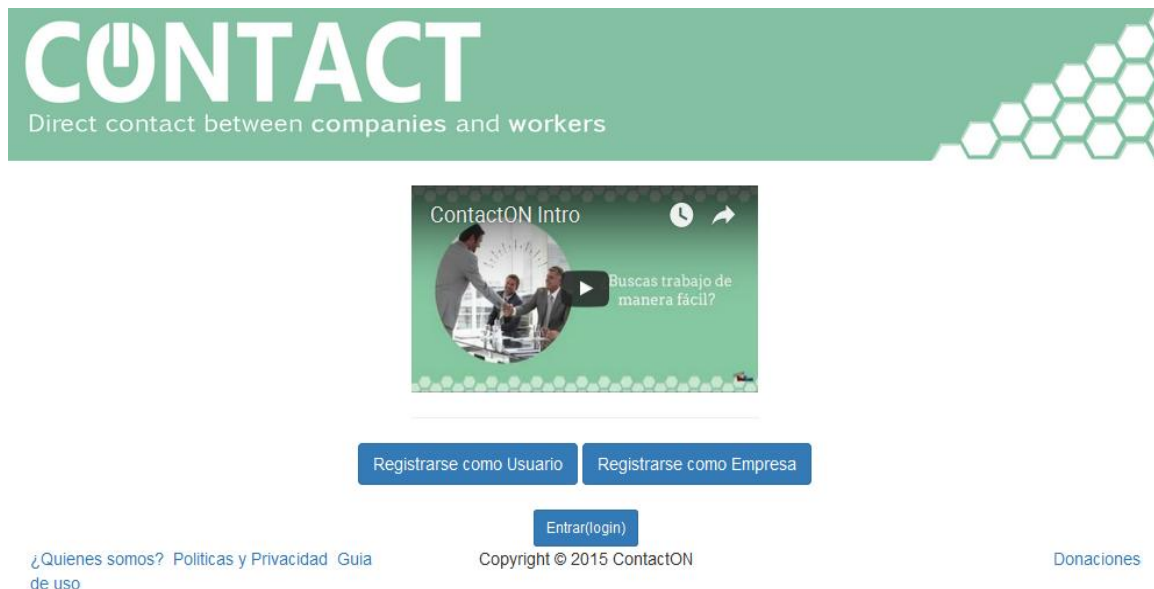 CONTACT
Direct contact between companies and workers
ContactON Intro
Buscas trabajo de
manera fácil?
Registrarse como Usuario
Registrarse como Empresa
Entrar(login)
¿Quienes somos? Politicas y Privacidad Guia
de uso
Copyright © 2015 ContactON
Donaciones